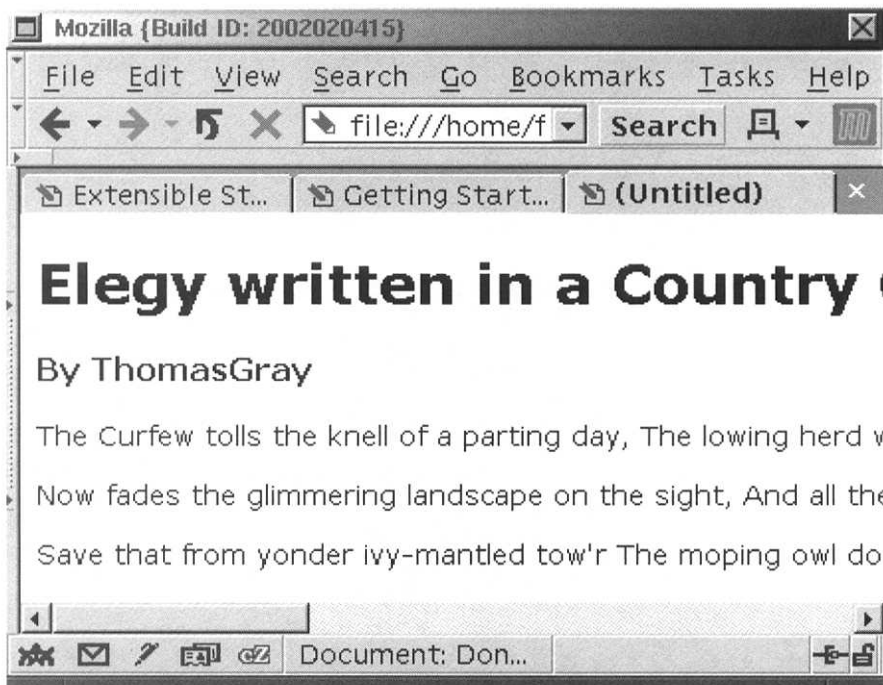 Mozilla {Build ID: 2002020415}
File Edit View Search Go Bookmarks Tasks Help
file:///home/f Search
Extensible St... Getting Start... (Untitled)
Elegy written in a Country
By ThomasGray
The Curfew tolls the knell of a parting day, The lowing herd w
Now fades the glimmering landscape on the sight, And all the
Save that from yonder ivy-mantled tow'r The moping owl do
Document: Don...